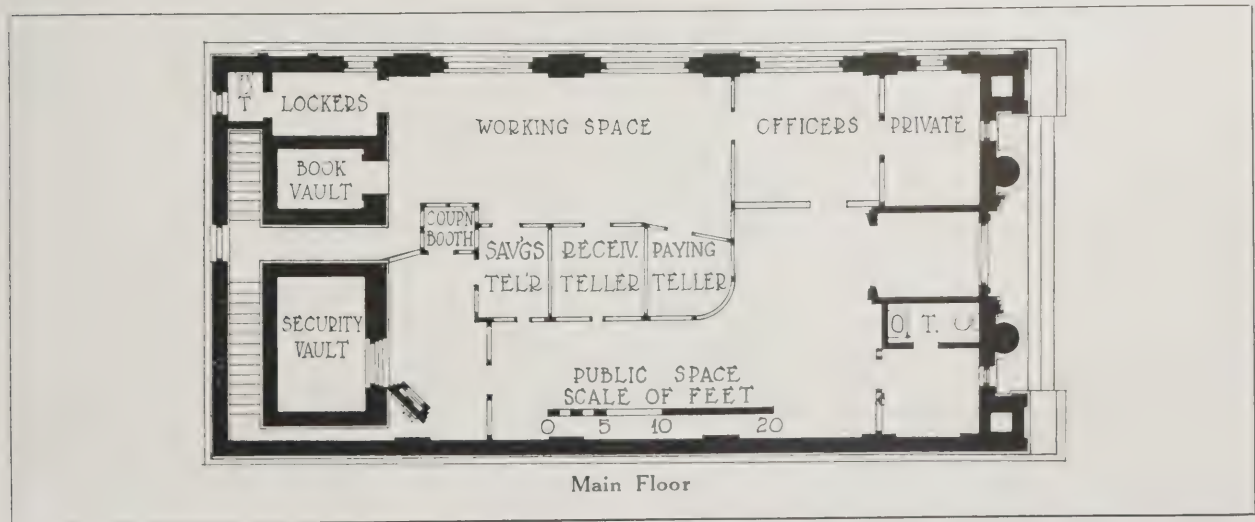 T
LOCKERS
WORKING SPACE
OFFICERS
PRIVATE
BOOK
VAULT
COUP'N
BOOTH
SAV'GS
TEL'R
RECEIV.
TELLER
PAYING
TELLER
SECURITY
VAULT
O. T.
PUBLIC SPACE
SCALE OF FEET
0 5 10 20
Main Floor